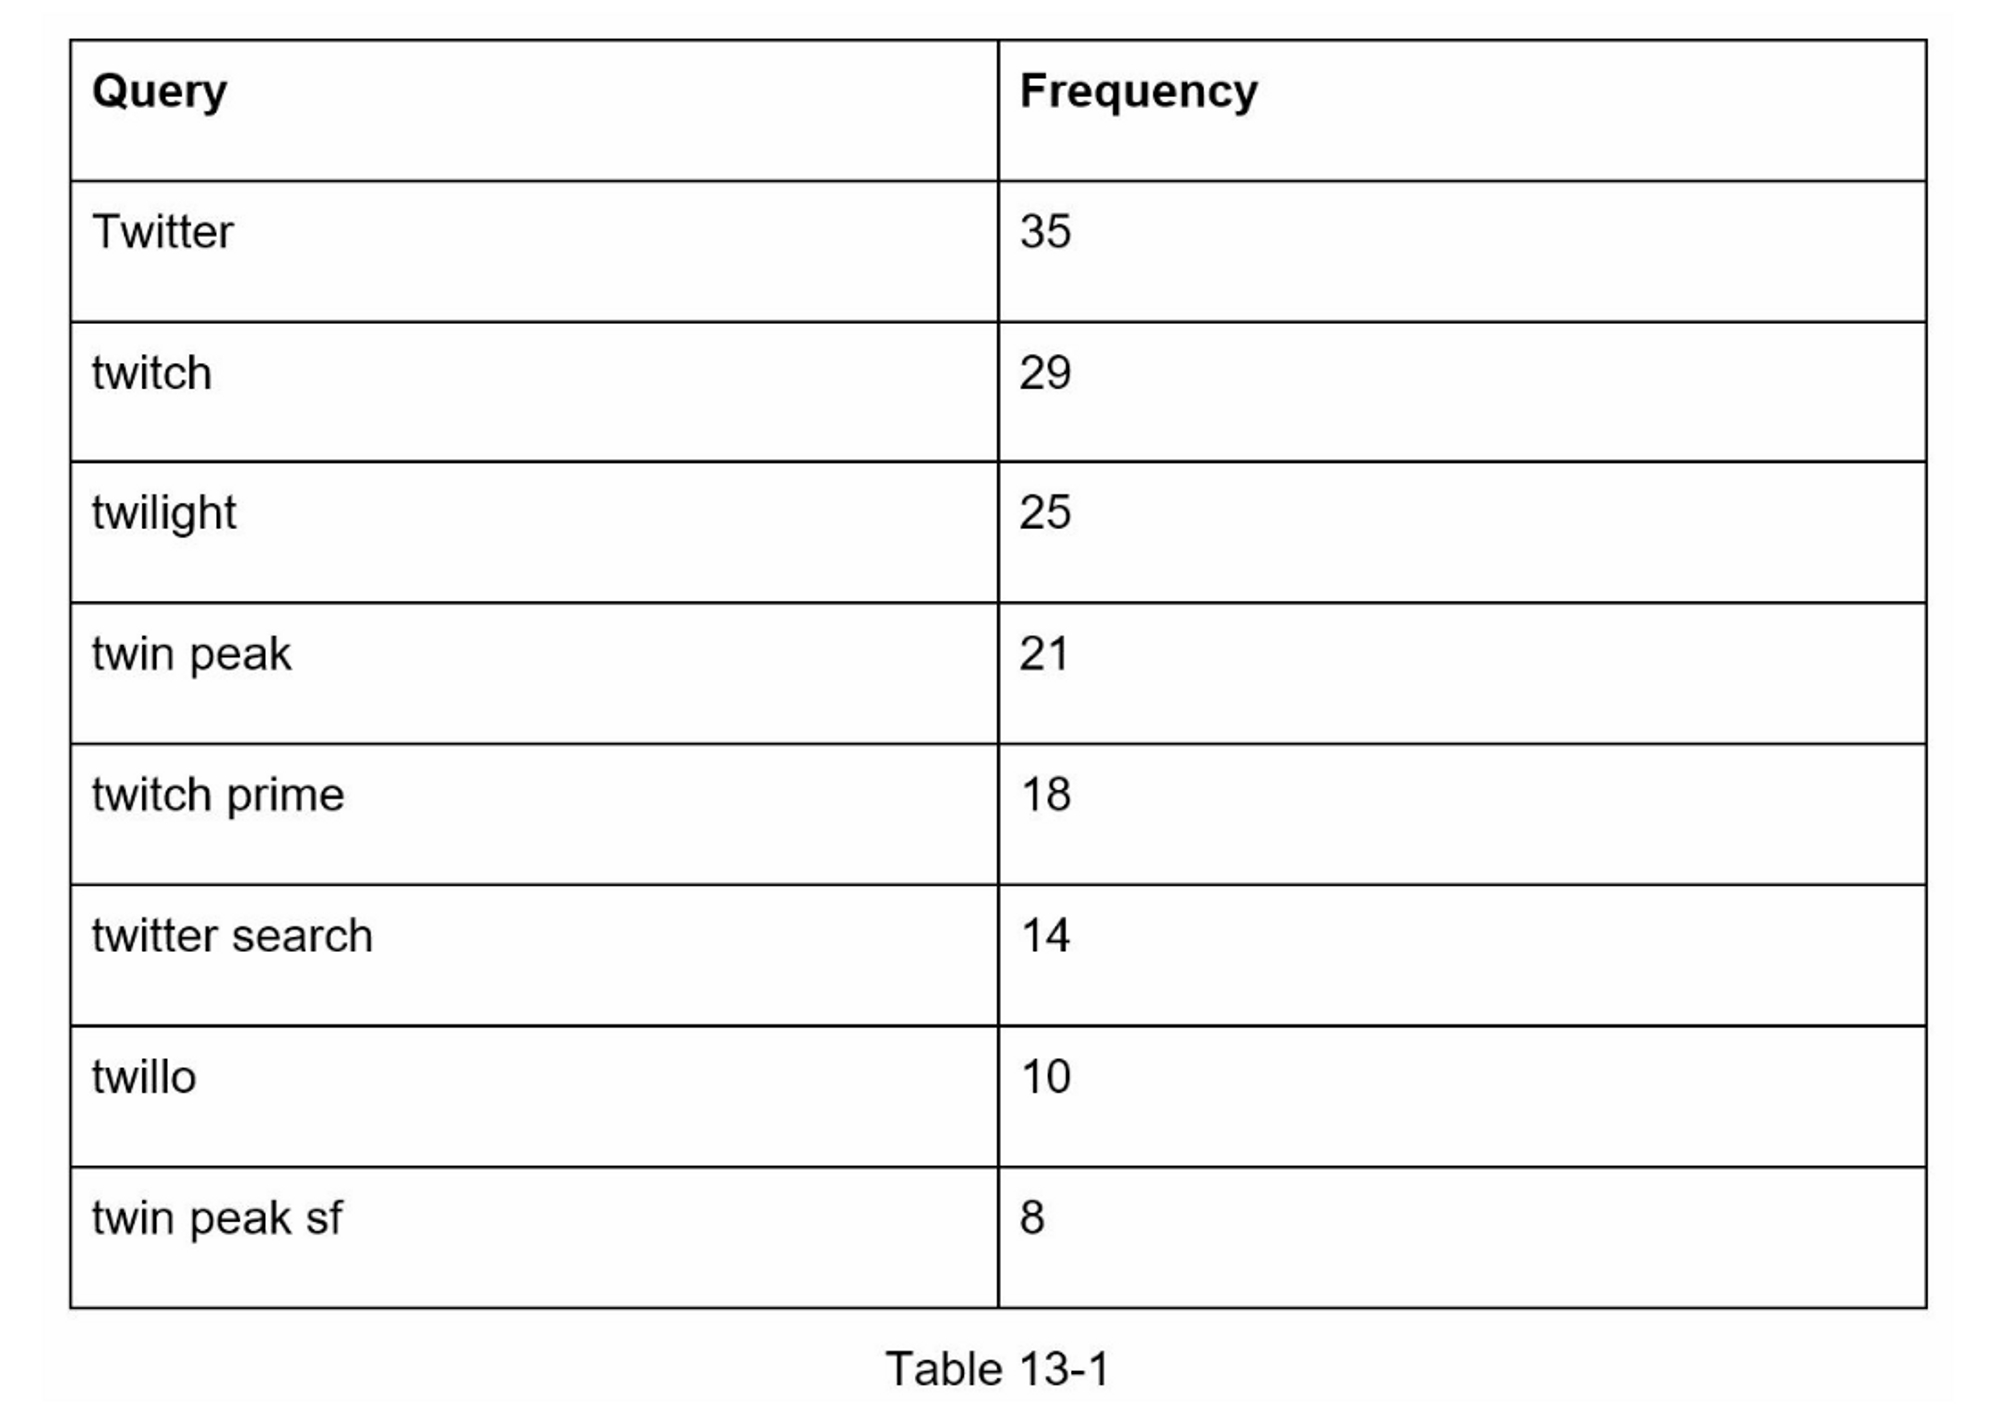 Query Frequency
Twitter 35
twitch 29
twilight 25
twin peak 21
twitch prime 18
twitter search 14
twillo 10
twin peak sf 8
Table 13-1